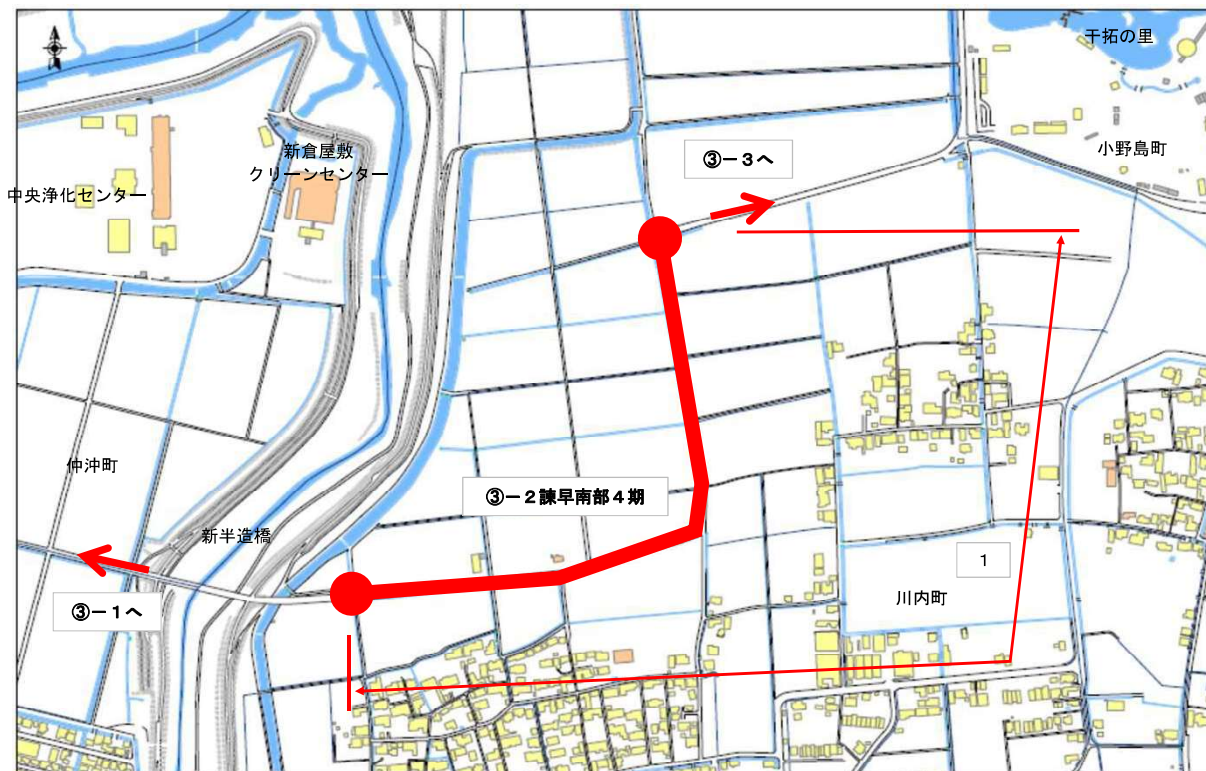 干拓の里
新倉屋敷
クリーンセンター
③－3へ
小野島町
中央浄化センター
仲沖町
③－2諫早南部4期
新半造橋
1
③－1へ
川内町